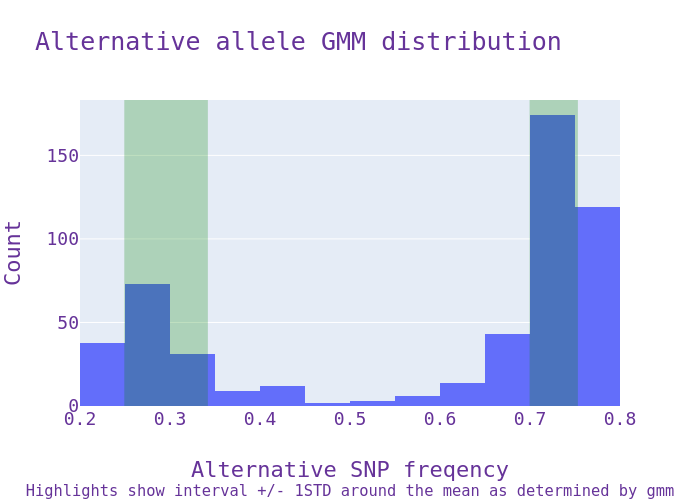 Alternative allele GMM distribution
150
100
50
0
0.2 0.3 0.4 0.5 0.6 0.7 0.8
Count
Alternative SNP freqency
Highlights show interval +/- 1STD around the mean as determined by gmm